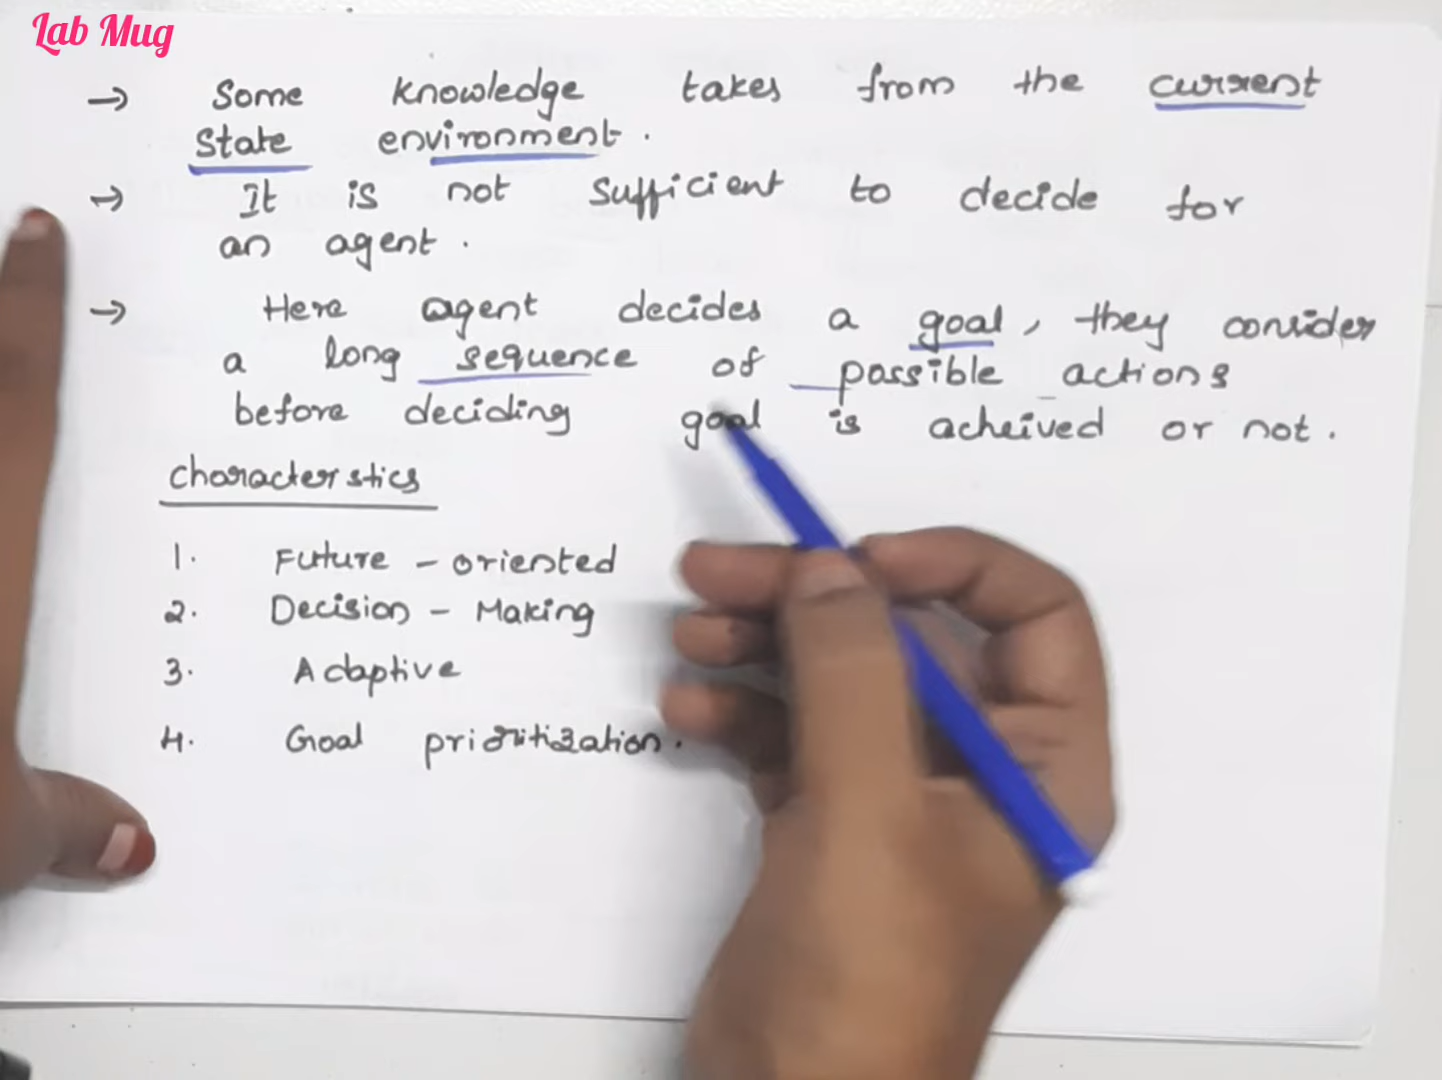 Lab Mug
→ Some knowledge takes from the current
State environment.
→ It is not sufficient to decide for
an agent.
→ Here agent decides a goal, they consider
a long sequence of possible actions
before deciding goal is acheived or not.
characteristics
1. Future - oriented
2. Decision - Making
3. Adaptive
4. Goal prioritization.